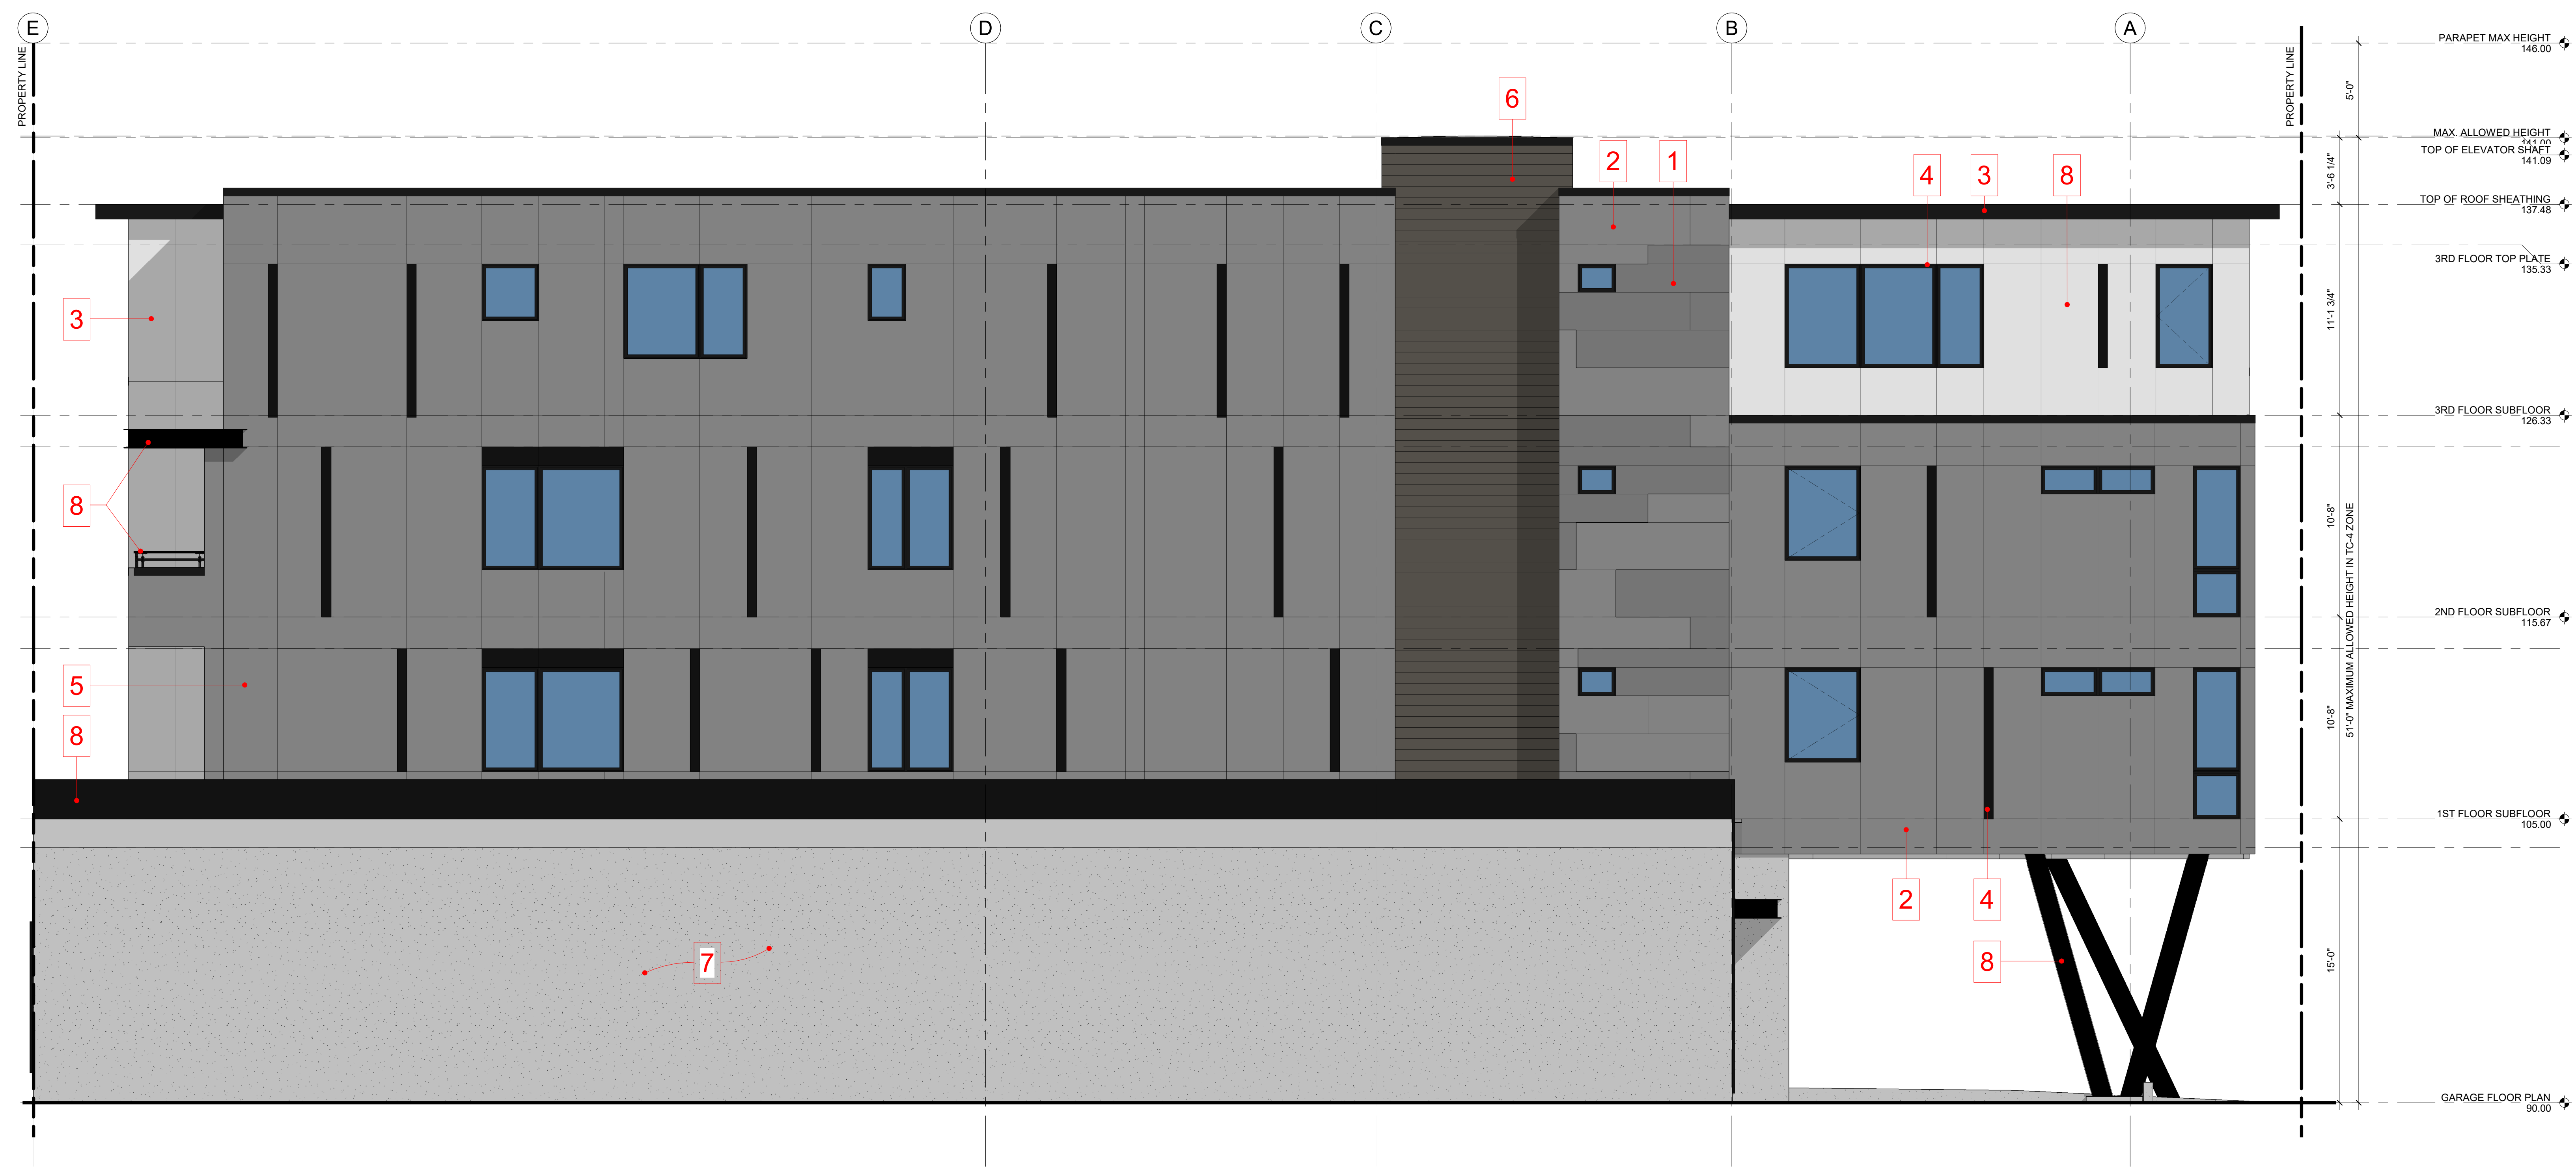 E
D
C
B
A
PROPERTY LINE
PROPERTY LINE
PARAPET MAX HEIGHT
146.00
5'-0"
6
MAX. ALLOWED HEIGHT
141.00
TOP OF ELEVATOR SHAFT
141.09
2
1
4
3
8
3'-6 1/4"
TOP OF ROOF SHEATHING
137.48
3RD FLOOR TOP PLATE
135.33
3
11'-1 3/4"
3RD FLOOR SUBFLOOR
126.33
8
10'-8"
51'-0" MAXIMUM ALLOWED HEIGHT IN TC-4 ZONE
2ND FLOOR SUBFLOOR
115.67
5
8
10'-8"
1ST FLOOR SUBFLOOR
105.00
2
4
7
8
15'-0"
GARAGE FLOOR PLAN
90.00